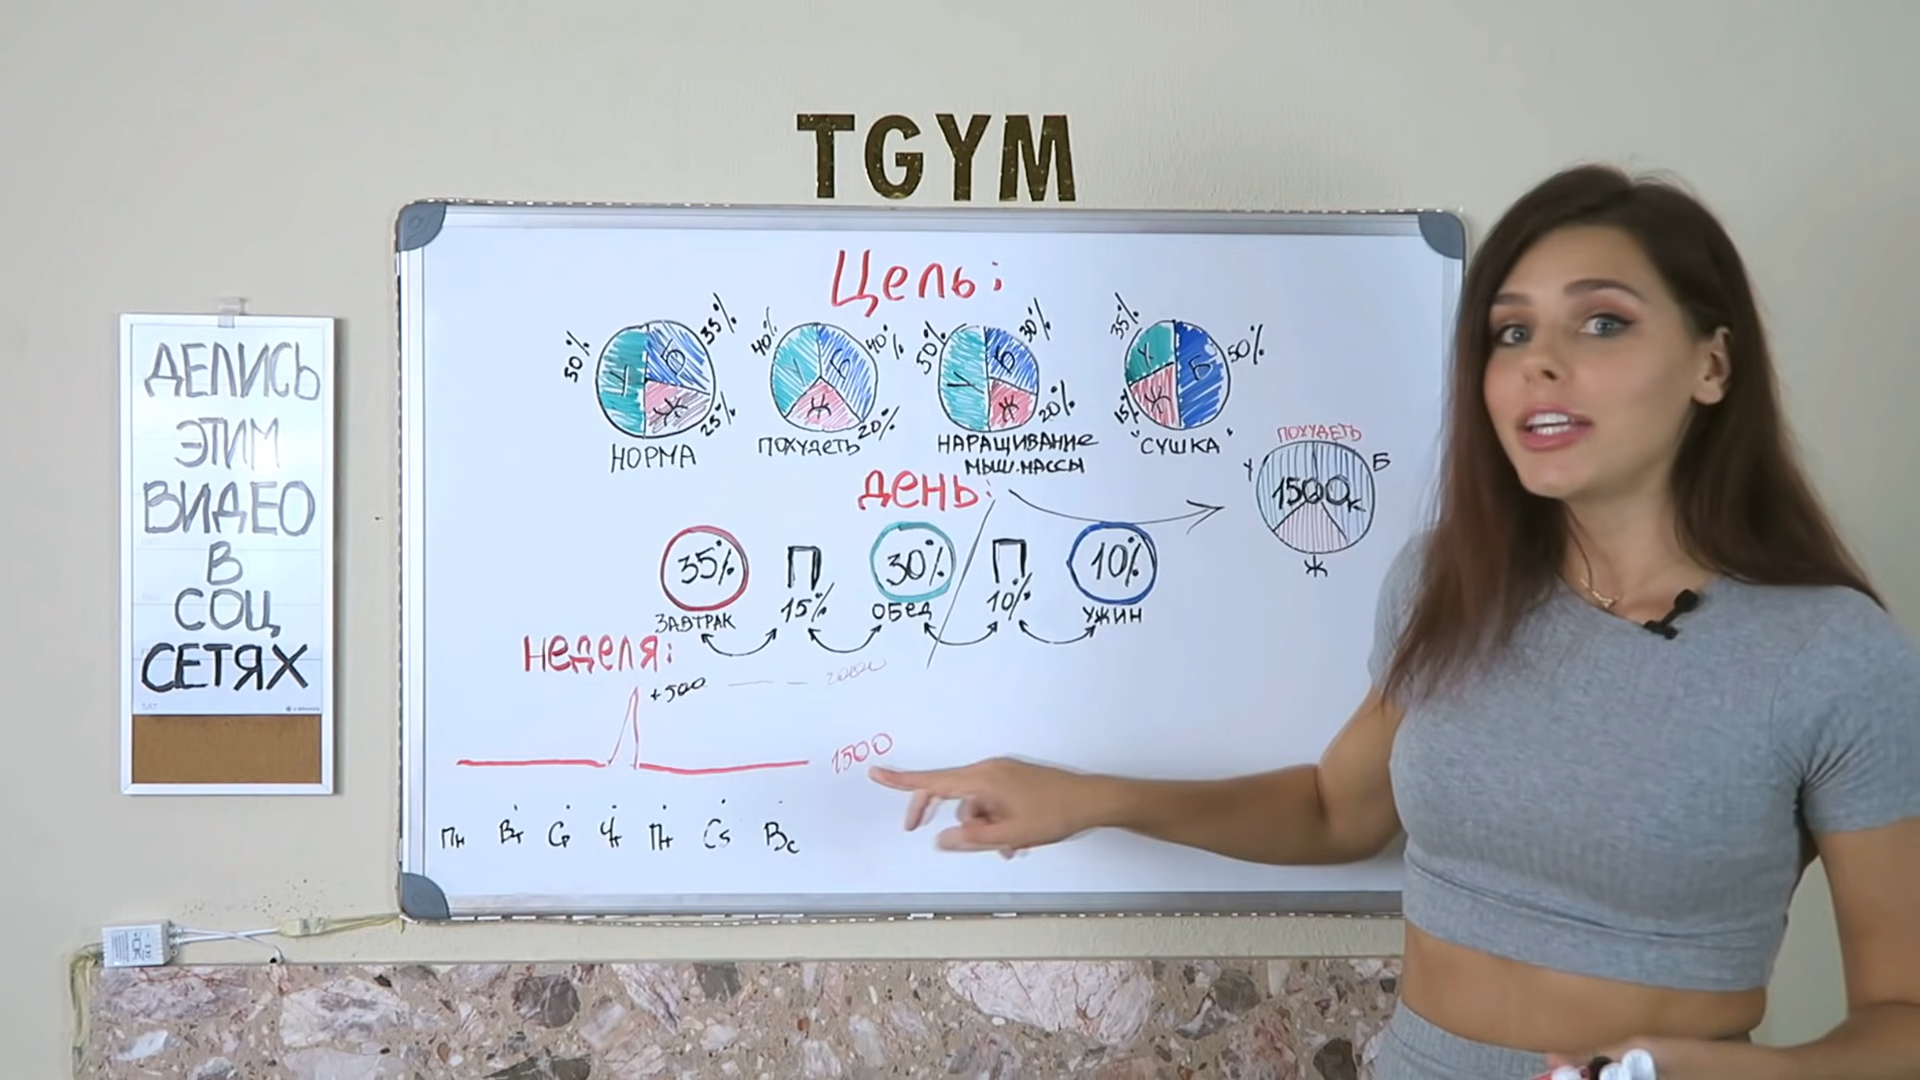 TGYM
ДЕЛИСЬ
ЭТИМ
ВИДЕО
В
СОЦ
СЕТЯХ
Цель:
50% У Б 35% Ж 25%
НОРМА
40% У Б 40% Ж 20%
ПОХУДЕТЬ
50% У Б 30% Ж 20%
НАРАЩИВАНИЕ
МЫШ.МАССЫ
35% У Б 50% Ж 15%
"СУШКА"
ПОХУДЕТЬ
У Б
1500к
Ж
День:
35% П 30% П 10%
ЗАВТРАК 15% ОБЕД 10% УЖИН
Неделя:
+500 2000
1500
Пн Вт Ср Чт Пт Сб Вс